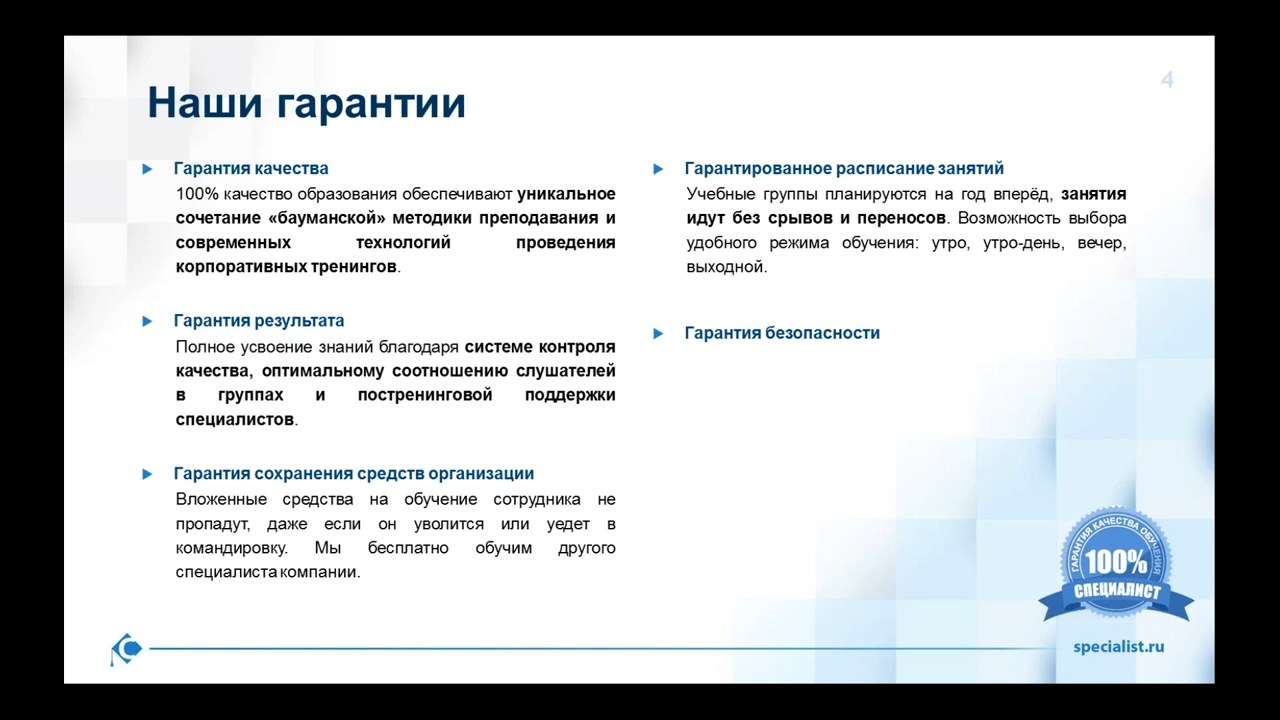 4
Наши гарантии
Гарантия качества
100% качество образования обеспечивают уникальное
сочетание «бауманской» методики преподавания и
современных технологий проведения
корпоративных тренингов.
Гарантия результата
Полное усвоение знаний благодаря системе контроля
качества, оптимальному соотношению слушателей
в группах и постренинговой поддержки
специалистов.
Гарантия сохранения средств организации
Вложенные средства на обучение сотрудника не
пропадут, даже если он уволится или уедет в
командировку. Мы бесплатно обучим другого
специалиста компании.
Гарантированное расписание занятий
Учебные группы планируются на год вперёд, занятия
идут без срывов и переносов. Возможность выбора
удобного режима обучения: утро, утро-день, вечер,
выходной.
Гарантия безопасности
ГАРАНТИЯ КАЧЕСТВА ОБУЧЕНИЯ
100%
СПЕЦИАЛИСТ
specialist.ru